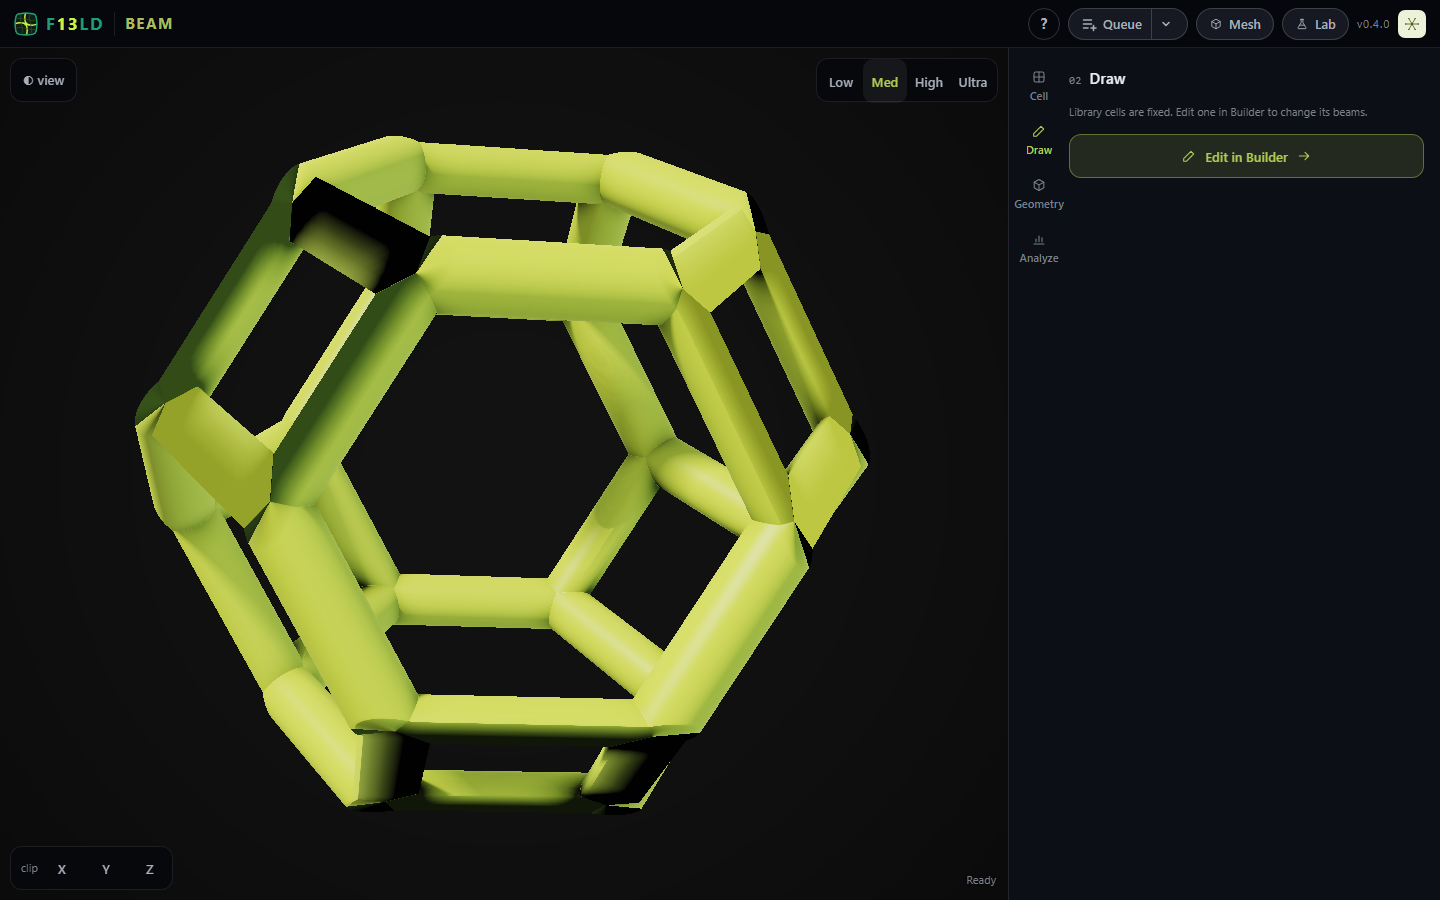 F13LD BEAM
? Queue Mesh Lab v0.4.0
view
Low Med High Ultra
Cell
Draw
Geometry
Analyze
02 Draw
Library cells are fixed. Edit one in Builder to change its beams.
Edit in Builder →
clip X Y Z
Ready